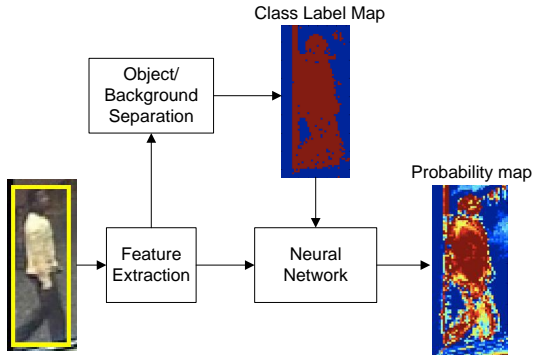 Class Label Map
Object/
Background
Separation
Probability map
Feature
Extraction
Neural
Network